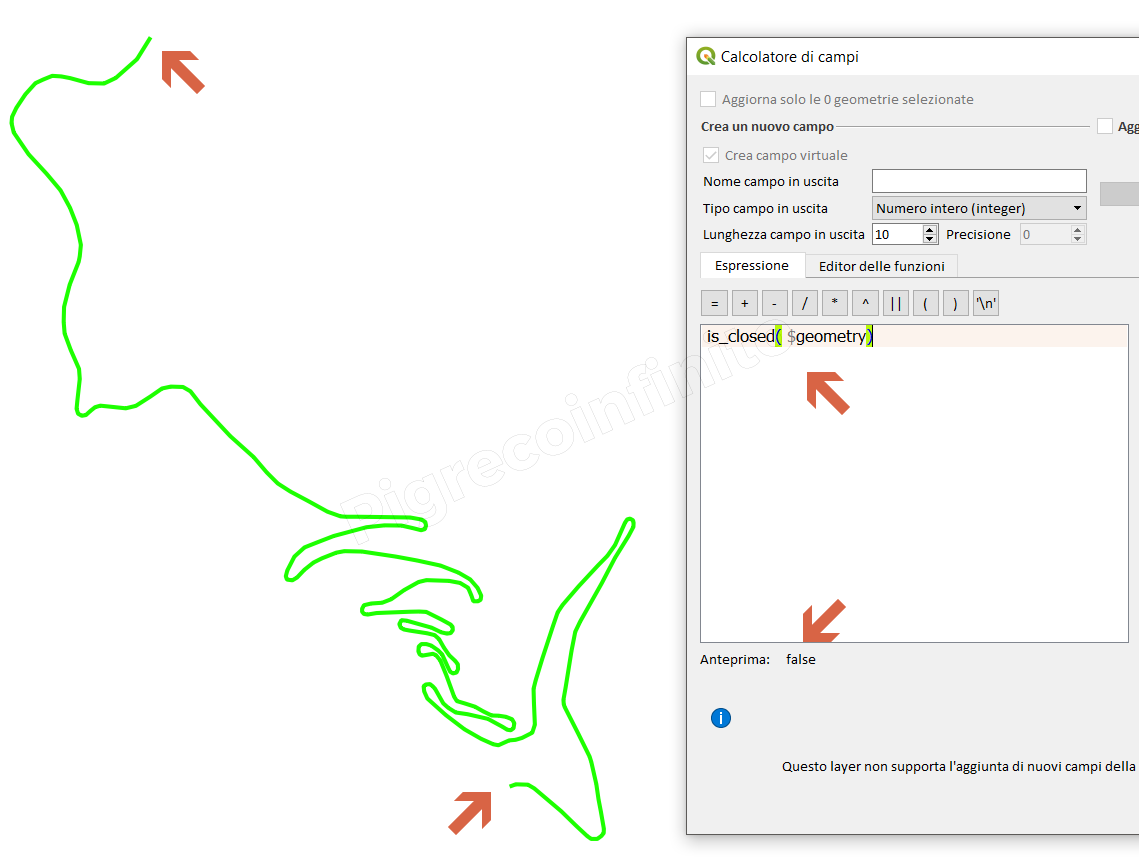 Calcolatore di campi
Aggiorna solo le 0 geometrie selezionate
Crea un nuovo campo
Agg
Crea campo virtuale
Nome campo in uscita
Tipo campo in uscita Numero intero (integer)
Lunghezza campo in uscita 10 Precisione 0
Espressione Editor delle funzioni
= + - / * ^ || ( ) '\n'
is_closed( $geometry)
Pigrecoinfinito
Anteprima: false
Questo layer non supporta l'aggiunta di nuovi campi della